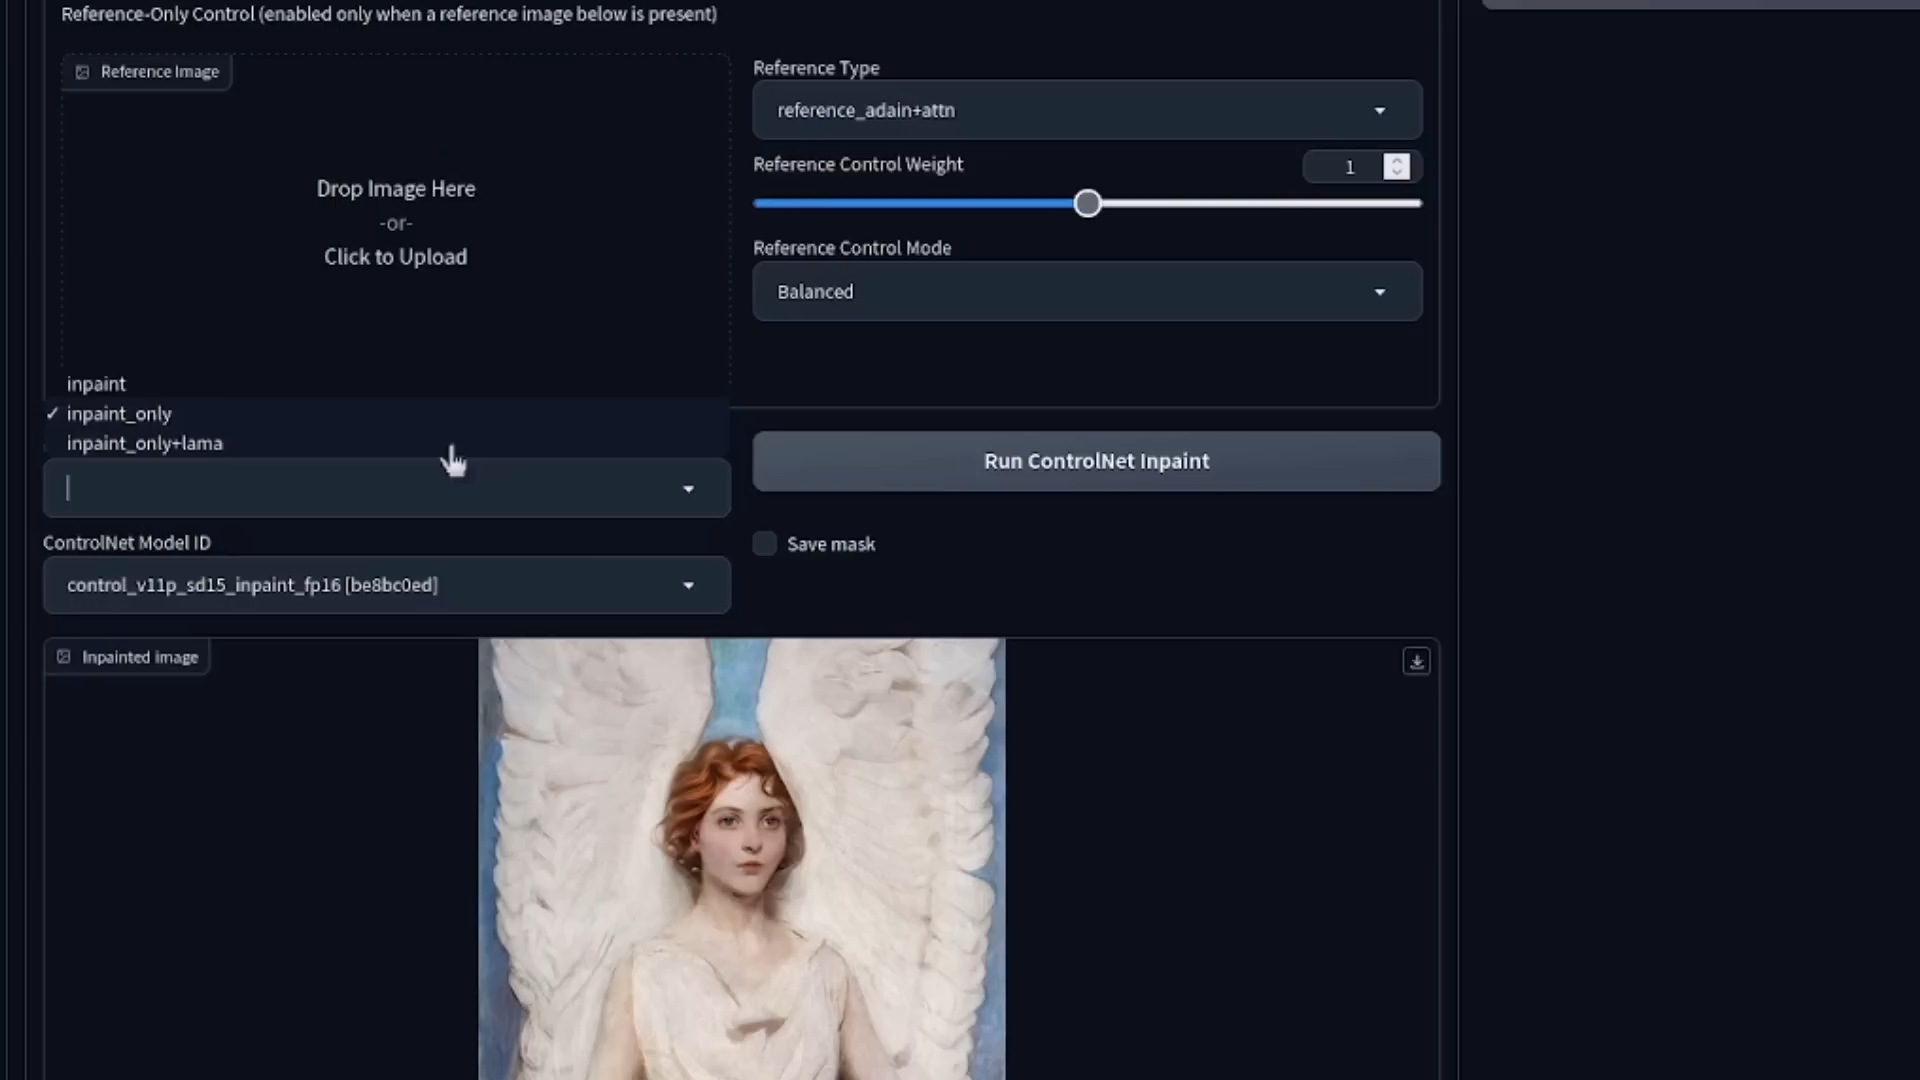 Reference-Only Control (enabled only when a reference image below is present)
Reference Image
Drop Image Here
-or-
Click to Upload
Reference Type
reference_adain+attn
Reference Control Weight
1
Reference Control Mode
Balanced
inpaint
✓ inpaint_only
inpaint_only+lama
Run ControlNet Inpaint
ControlNet Model ID
control_v11p_sd15_inpaint_fp16 [be8bc0ed]
Save mask
Inpainted image